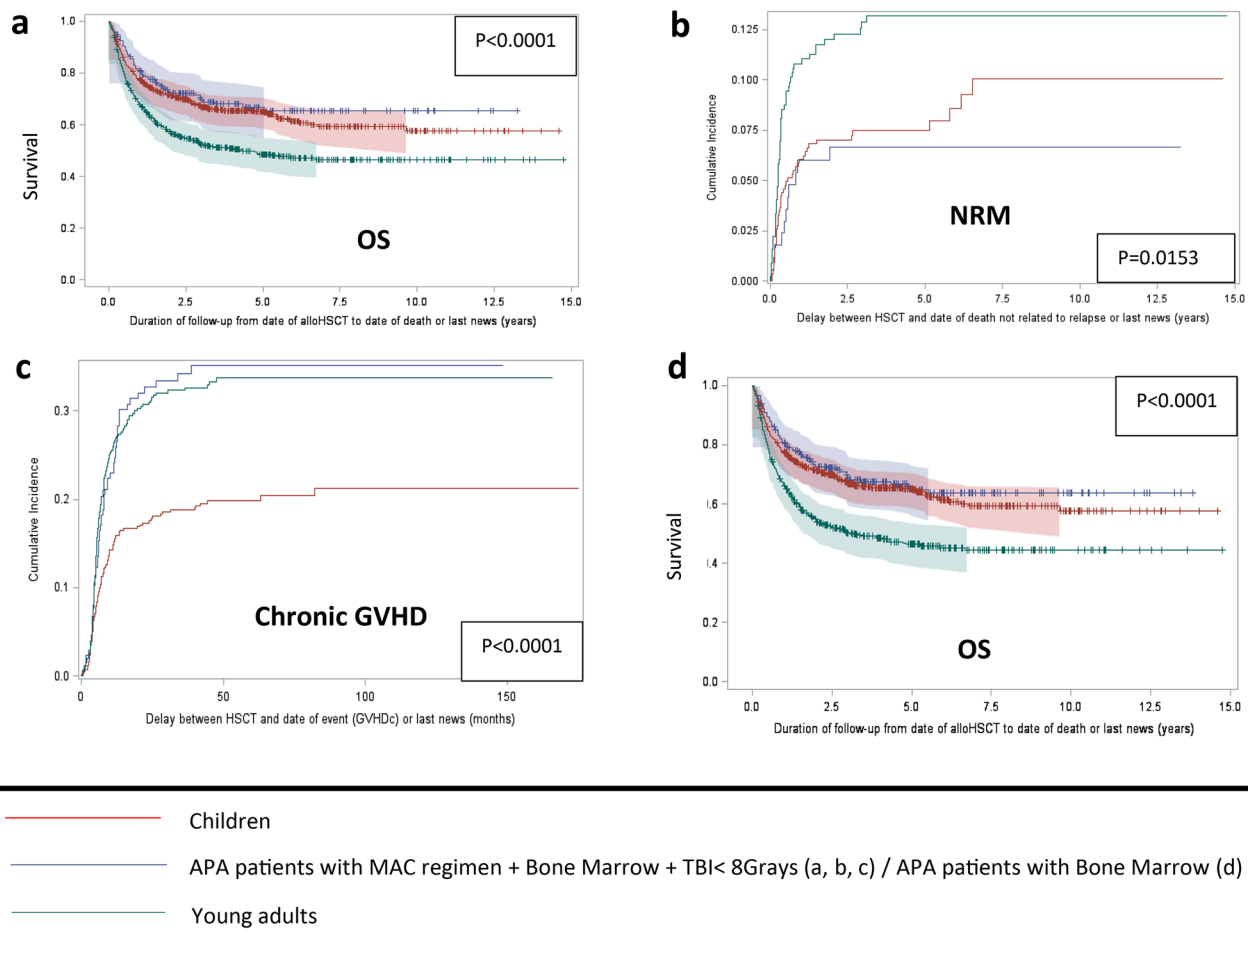 a
P<0.0001
1.0
0.8
0.6
0.4
0.2
0.0
Survival
OS
0.0 2.5 5.0 7.5 10.0 12.5 15.0
Duration of follow-up from date of alloHSCT to date of death or last news (years)
b
0.125
0.100
0.075
0.050
0.025
0.000
Cumulative Incidence
NRM
P=0.0153
0.0 2.5 5.0 7.5 10.0 12.5 15.0
Delay between HSCT and date of death not related to relapse or last news (years)
c
0.3
0.2
0.1
0.0
Cumulative Incidence
Chronic GVHD
P<0.0001
0 50 100 150
Delay between HSCT and date of event (GVHDc) or last news (months)
d
P<0.0001
1.0
0.8
0.6
0.4
0.2
0.0
Survival
OS
0.0 2.5 5.0 7.5 10.0 12.5 15.0
Duration of follow-up from date of alloHSCT to date of death or last news (years)
Children
APA patients with MAC regimen + Bone Marrow + TBI< 8Grays (a, b, c) / APA patients with Bone Marrow (d)
Young adults